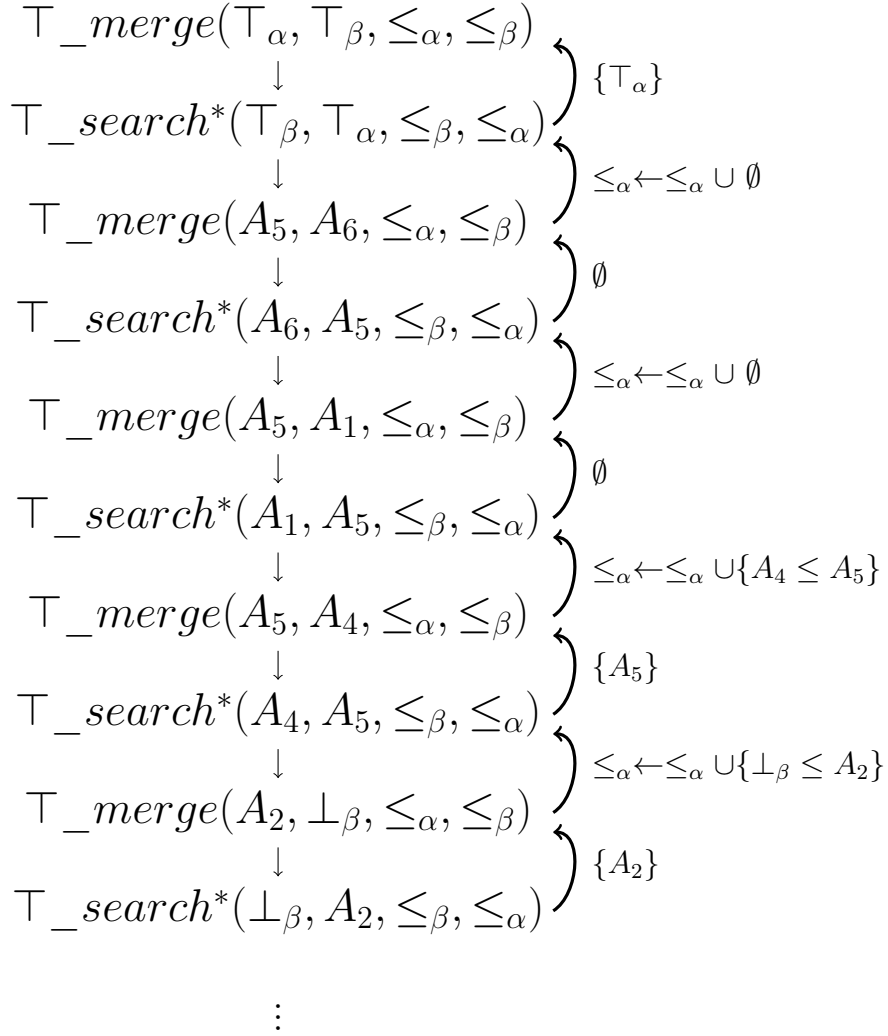 ⊤_merge(⊤_α, ⊤_β, ≤_α, ≤_β)
↓
{⊤_α}
⊤_search*(⊤_β, ⊤_α, ≤_β, ≤_α)
↓
≤_α←≤_α ∪ ∅
⊤_merge(A_5, A_6, ≤_α, ≤_β)
↓
∅
⊤_search*(A_6, A_5, ≤_β, ≤_α)
↓
≤_α←≤_α ∪ ∅
⊤_merge(A_5, A_1, ≤_α, ≤_β)
↓
∅
⊤_search*(A_1, A_5, ≤_β, ≤_α)
↓
≤_α←≤_α ∪{A_4 ≤ A_5}
⊤_merge(A_5, A_4, ≤_α, ≤_β)
↓
{A_5}
⊤_search*(A_4, A_5, ≤_β, ≤_α)
↓
≤_α←≤_α ∪{⊥_β ≤ A_2}
⊤_merge(A_2, ⊥_β, ≤_α, ≤_β)
↓
{A_2}
⊤_search*(⊥_β, A_2, ≤_β, ≤_α)
⋮